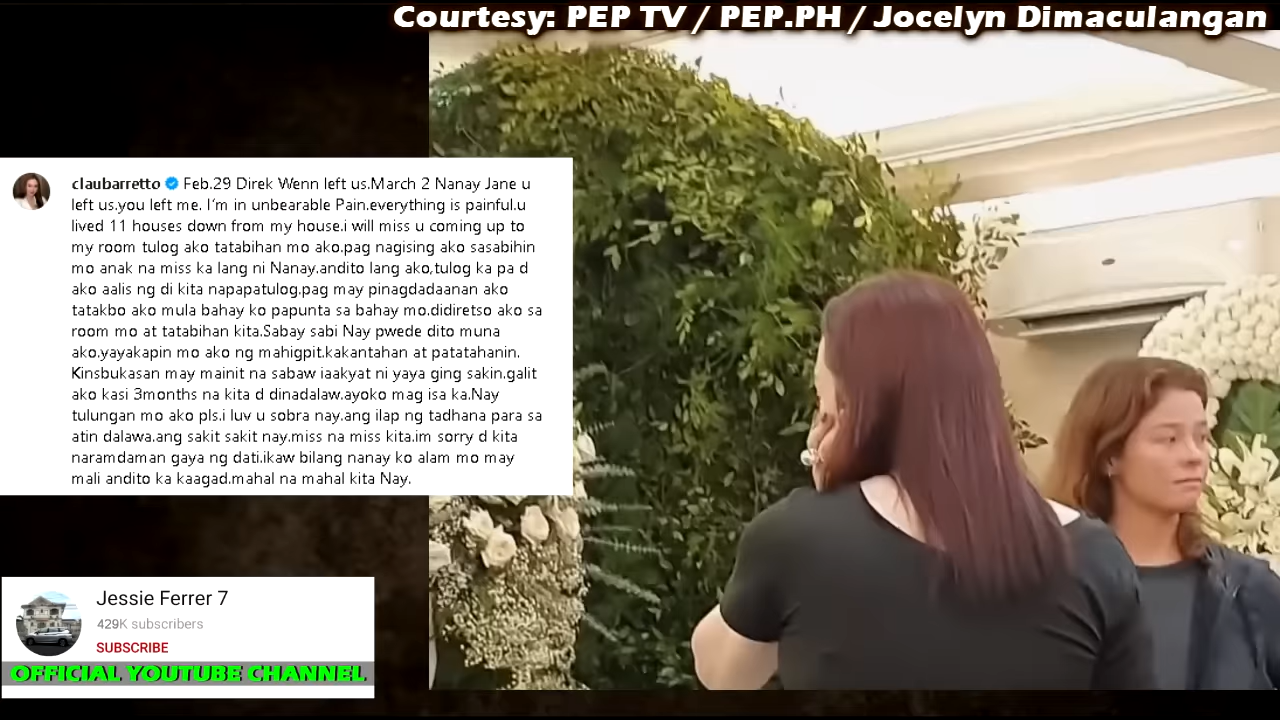 Courtesy: PEP TV / PEP.PH / Jocelyn Dimaculangan
claubarretto Feb.29 Direk Wenn left us.March 2 Nanay Jane u
left us.you left me. I'm in unbearable Pain.everything is painful.u
lived 11 houses down from my house.i will miss u coming up to
my room tulog ako tatabihan mo ako.pag nagising ako sasabihin
mo anak na miss ka lang ni Nanay.andito lang ako,tulog ka pa d
ako aalis ng di kita napapatulog.pag may pinagdadaanan ako
tatakbo ako mula bahay ko papunta sa bahay mo.didiretso ako sa
room mo at tatabihan kita.Sabay sabi Nay pwede dito muna
ako.yayakapin mo ako ng mahigpit.kakantahan at patatahanin.
Kinsbukasan may mainit na sabaw iaakyat ni yaya ging sakin.galit
ako kasi 3months na kita d dinadalaw.ayoko mag isa ka.Nay
tulungan mo ako pls.i luv u sobra nay.ang ilap ng tadhana para sa
atin dalawa.ang sakit sakit nay.miss na miss kita.im sorry d kita
naramdaman gaya ng dati.ikaw bilang nanay ko alam mo may
mali andito ka kaagad.mahal na mahal kita Nay.
Jessie Ferrer 7
429K subscribers
SUBSCRIBE
OFFICIAL YOUTUBE CHANNEL